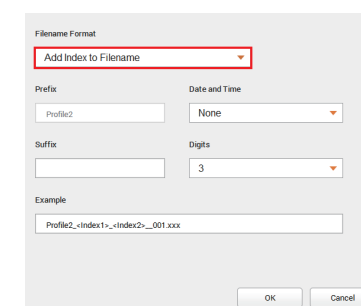 Filename Format
Add Index to Filename
Prefix
Date and Time
Profile2
None
Suffix
Digits
3
Example
Profile2_<Index1>_<Index2>__001.xxx
OK
Cancel